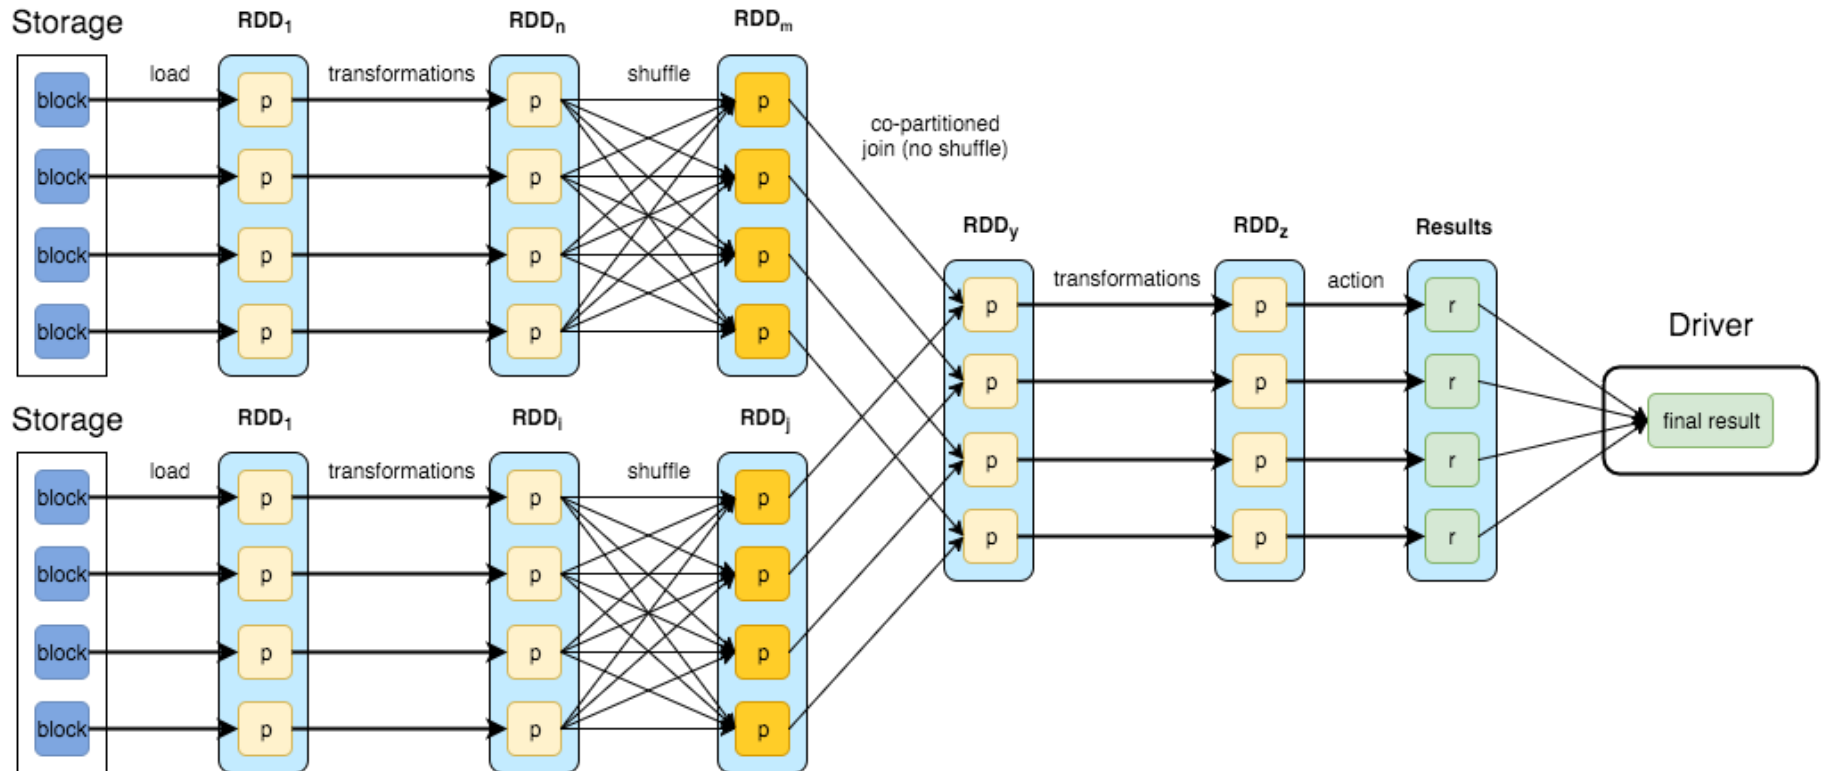 Storage
RDD1
RDDn
RDDm
load
transformations
shuffle
block
p
p
p
block
p
p
p
block
p
p
p
block
p
p
p
co-partitioned
join (no shuffle)
Storage
RDD1
RDDi
RDDj
load
transformations
shuffle
block
p
p
p
block
p
p
p
block
p
p
p
block
p
p
p
RDDy
RDDz
Results
transformations
action
p
p
r
p
p
r
p
p
r
p
p
r
Driver
final result